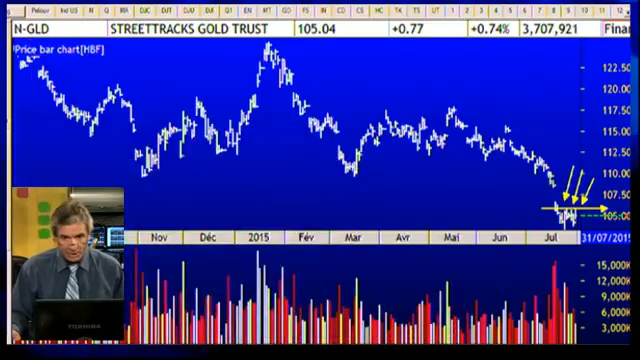 N-GLD STREETTRACKS GOLD TRUST 105.04 +0.77 +0.74% 3,707,921 Finan
Price bar chart[HBF]
122.50
120.00
117.50
115.00
112.50
110.00
107.50
105.00
Nov Déc 2015 Fév Mar Avr Mai Jun Jul 31/07/2015
15,000K
12,000K
9,000K
6,000K
3,000K
TOSHIBA